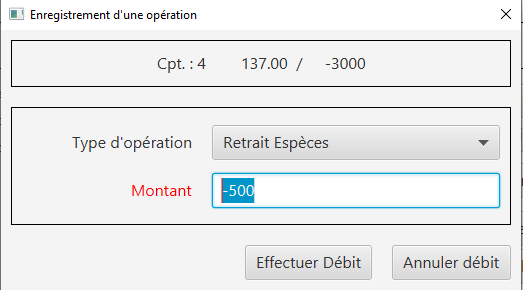 Enregistrement d'une opération
Cpt. : 4 137.00 / -3000
Type d'opération Retrait Espèces
Montant -500
Effectuer Débit Annuler débit